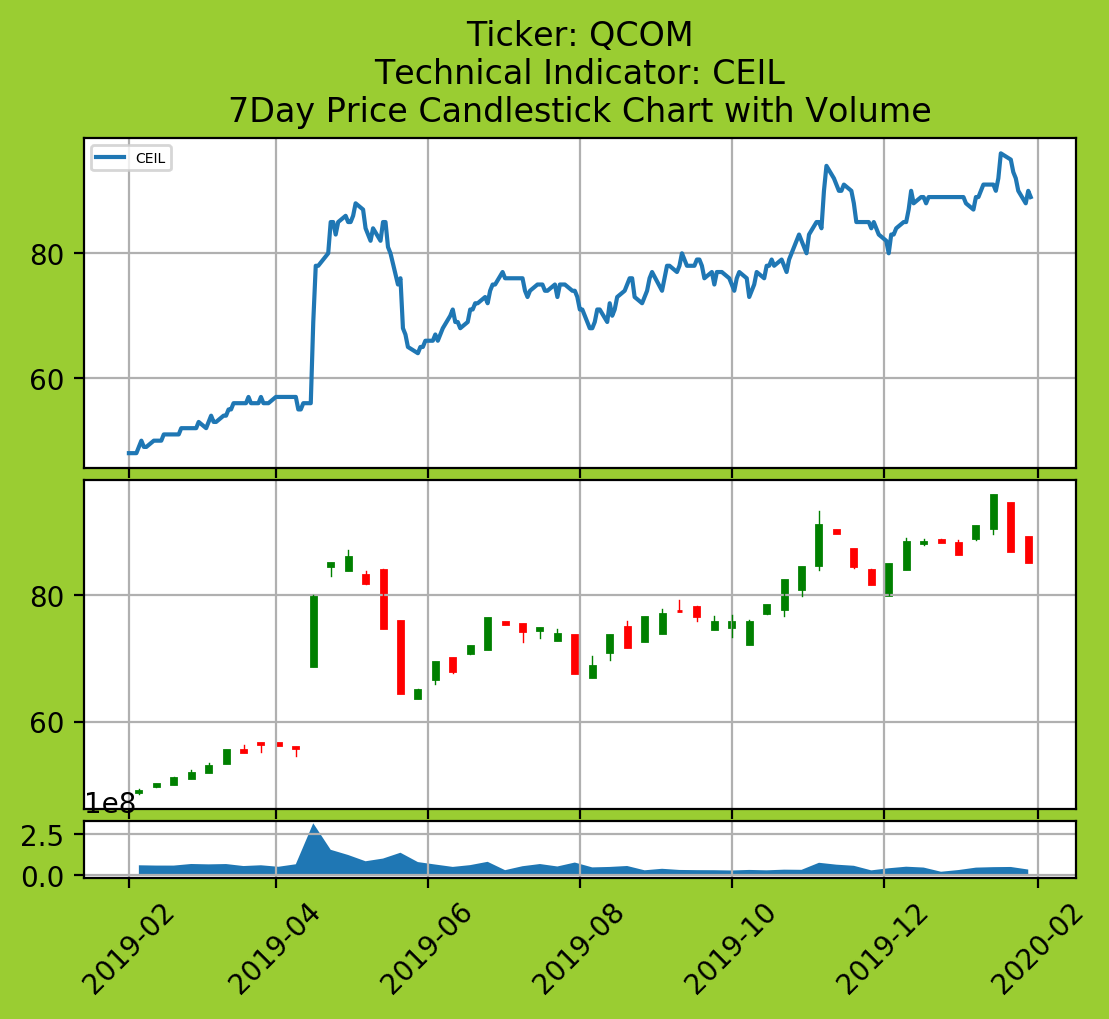 Ticker: QCOM
Technical Indicator: CEIL
7Day Price Candlestick Chart with Volume
CEIL
80
60
80
60
1e8
2.5
0.0
2019-02
2019-04
2019-06
2019-08
2019-10
2019-12
2020-02